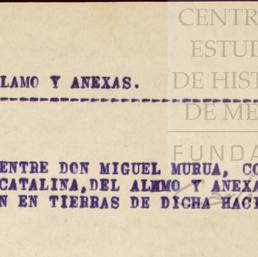 CENTR
ESTUD
DE HIST
DE ME
FUNDA
LAMO Y ANEXAS.
ENTRE DON MIGUEL MURUA, CO
CATALINA, DEL ALAMO Y ANEXA
N EN TIERRAS DE DICHA HACI